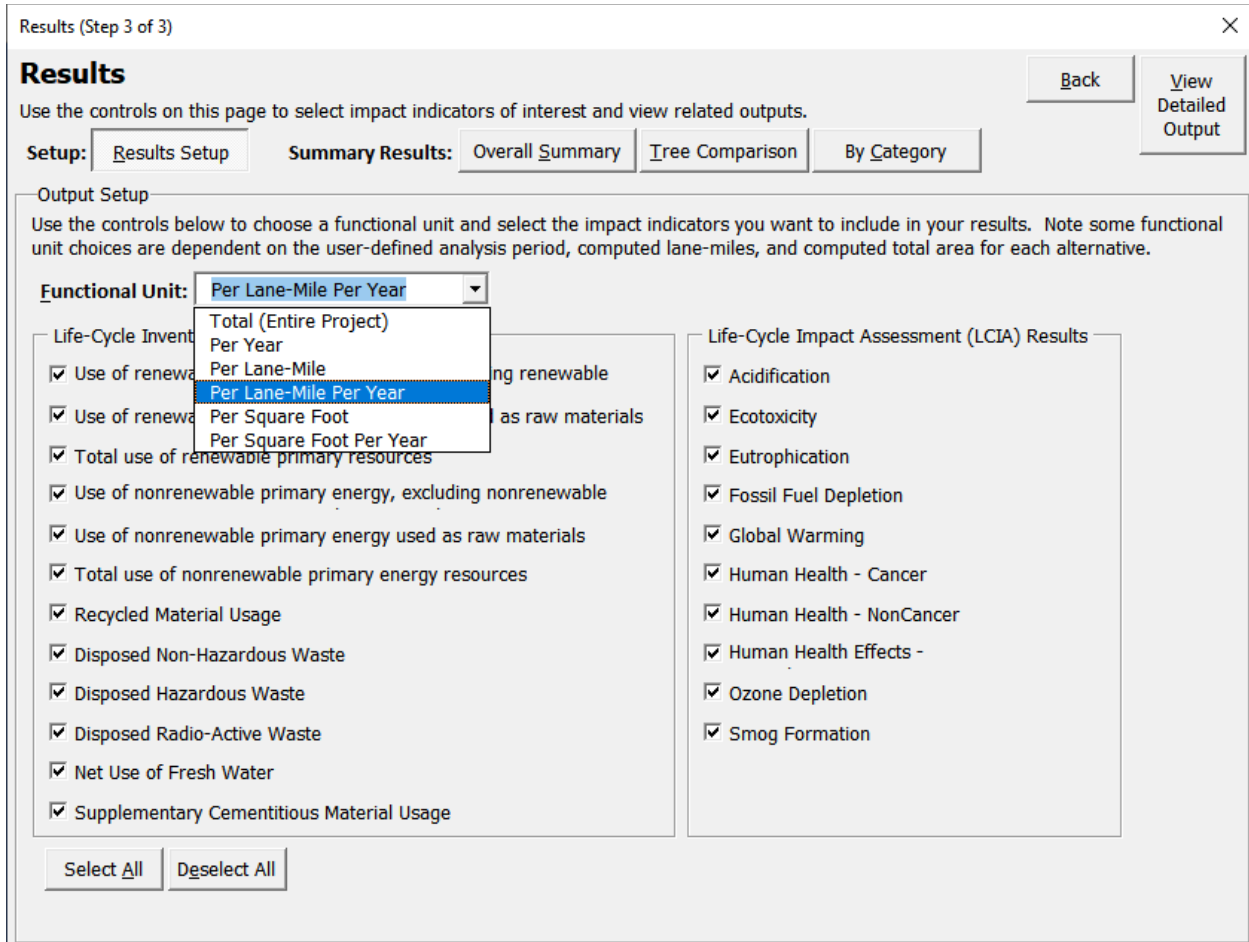 Results (Step 3 of 3)
Results
Back
View
Detailed
Output
Use the controls on this page to select impact indicators of interest and view related outputs.
Setup: Results Setup Summary Results: Overall Summary Tree Comparison By Category
Output Setup
Use the controls below to choose a functional unit and select the impact indicators you want to include in your results. Note some functional
unit choices are dependent on the user-defined analysis period, computed lane-miles, and computed total area for each alternative.
Functional Unit: Per Lane-Mile Per Year
Total (Entire Project)
Per Year
Per Lane-Mile
Per Lane-Mile Per Year
Per Square Foot
Per Square Foot Per Year
Life-Cycle Invent
Use of renewa ng renewable
Use of renewa as raw materials
Total use of renewable primary resources
Use of nonrenewable primary energy, excluding nonrenewable
Use of nonrenewable primary energy used as raw materials
Total use of nonrenewable primary energy resources
Recycled Material Usage
Disposed Non-Hazardous Waste
Disposed Hazardous Waste
Disposed Radio-Active Waste
Net Use of Fresh Water
Supplementary Cementitious Material Usage
Life-Cycle Impact Assessment (LCIA) Results
Acidification
Ecotoxicity
Eutrophication
Fossil Fuel Depletion
Global Warming
Human Health - Cancer
Human Health - NonCancer
Human Health Effects -
Ozone Depletion
Smog Formation
Select All Deselect All